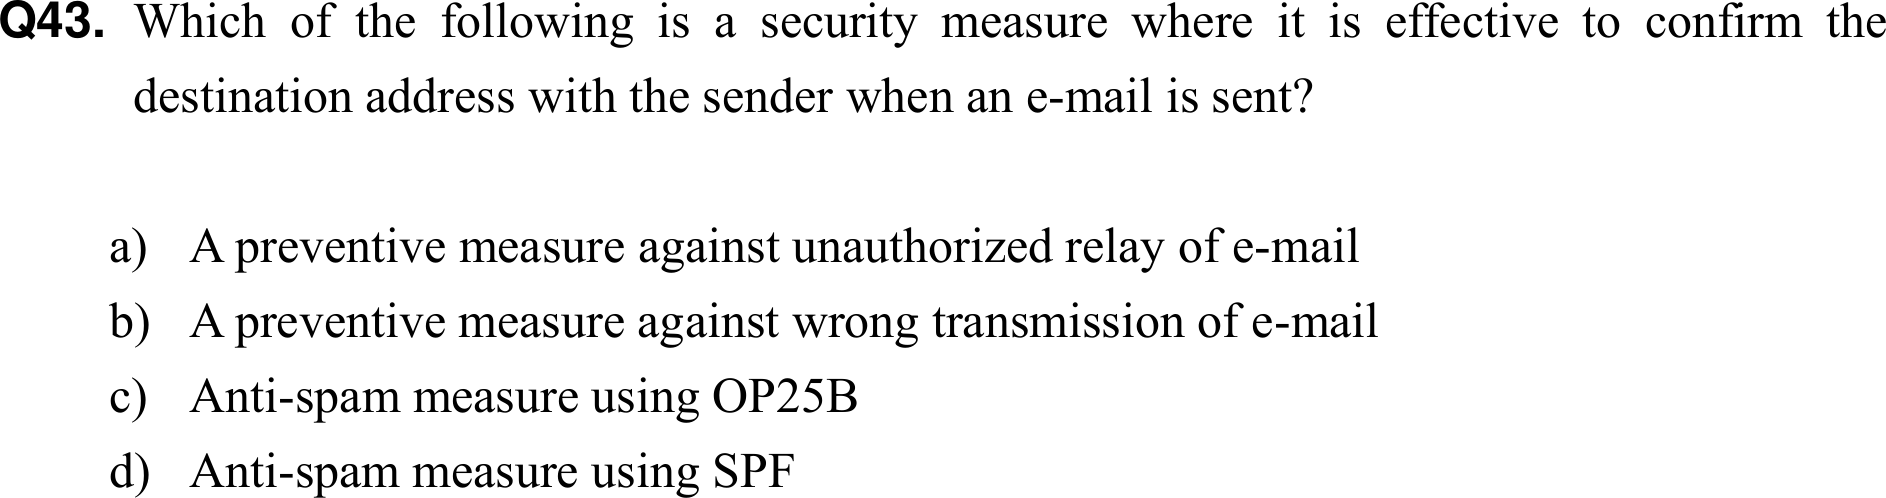 Q43. Which of the following is a security measure where it is effective to confirm the
destination address with the sender when an e-mail is sent?
a) A preventive measure against unauthorized relay of e-mail
b) A preventive measure against wrong transmission of e-mail
c) Anti-spam measure using OP25B
d) Anti-spam measure using SPF